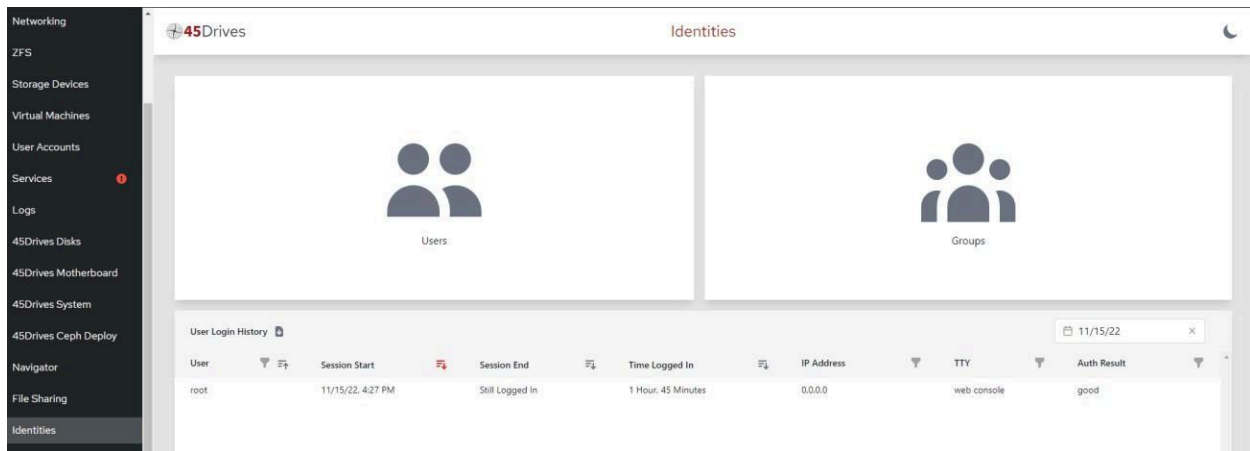 Networking
ZFS
Storage Devices
Virtual Machines
User Accounts
Services
Logs
45Drives Disks
45Drives Motherboard
45Drives System
45Drives Ceph Deploy
Navigator
File Sharing
Identities
45Drives
Identities
Users
Groups
User Login History
11/15/22
User Session Start Session End Time Logged In IP Address TTY Auth Result
root 11/15/22, 4:27 PM Still Logged In 1 Hour, 45 Minutes 0.0.0.0 web console good